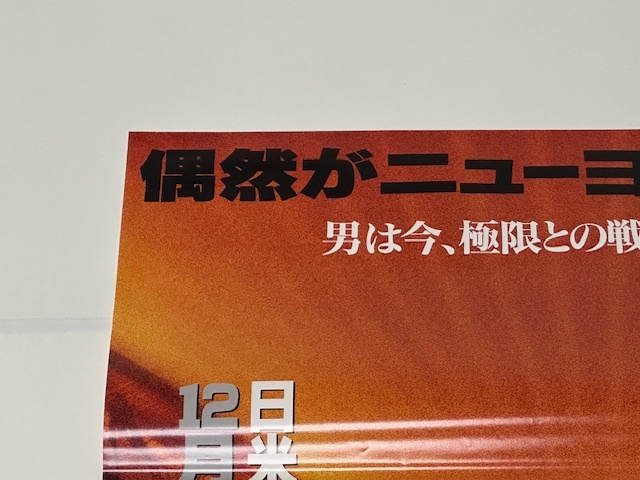 偶然がニューヨ
男は今、極限との戦
12月
日米